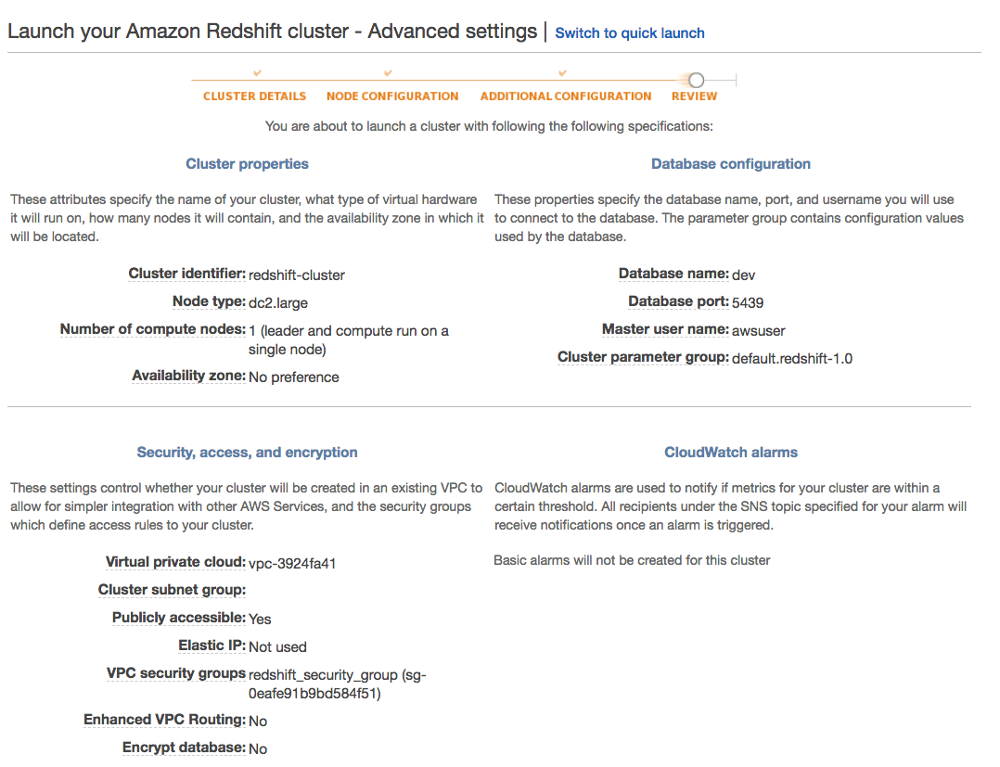 Launch your Amazon Redshift cluster - Advanced settings | Switch to quick launch
CLUSTER DETAILS NODE CONFIGURATION ADDITIONAL CONFIGURATION REVIEW
You are about to launch a cluster with following the following specifications:
Cluster properties
These attributes specify the name of your cluster, what type of virtual hardware
it will run on, how many nodes it will contain, and the availability zone in which it
will be located.
Cluster identifier: redshift-cluster
Node type: dc2.large
Number of compute nodes: 1 (leader and compute run on a
single node)
Availability zone: No preference
Database configuration
These properties specify the database name, port, and username you will use
to connect to the database. The parameter group contains configuration values
used by the database.
Database name: dev
Database port: 5439
Master user name: awsuser
Cluster parameter group: default.redshift-1.0
Security, access, and encryption
These settings control whether your cluster will be created in an existing VPC to
allow for simpler integration with other AWS Services, and the security groups
which define access rules to your cluster.
Virtual private cloud: vpc-3924fa41
Cluster subnet group:
Publicly accessible: Yes
Elastic IP: Not used
VPC security groups redshift_security_group (sg-
0eafe91b9bd584f51)
Enhanced VPC Routing: No
Encrypt database: No
CloudWatch alarms
CloudWatch alarms are used to notify if metrics for your cluster are within a
certain threshold. All recipients under the SNS topic specified for your alarm will
receive notifications once an alarm is triggered.
Basic alarms will not be created for this cluster